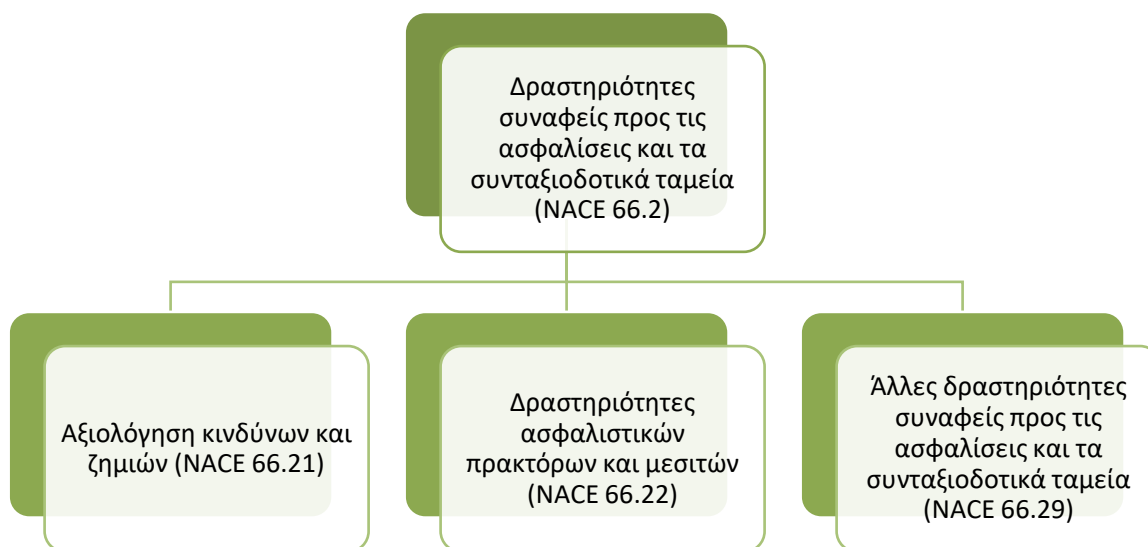 Δραστηριότητες
συναφείς προς τις
ασφαλίσεις και τα
συνταξιοδοτικά ταμεία
(NACE 66.2)
Αξιολόγηση κινδύνων και
ζημιών (NACE 66.21)
Δραστηριότητες
ασφαλιστικών
πρακτόρων και μεσιτών
(NACE 66.22)
Άλλες δραστηριότητες
συναφείς προς τις
ασφαλίσεις και τα
συνταξιοδοτικά ταμεία
(NACE 66.29)